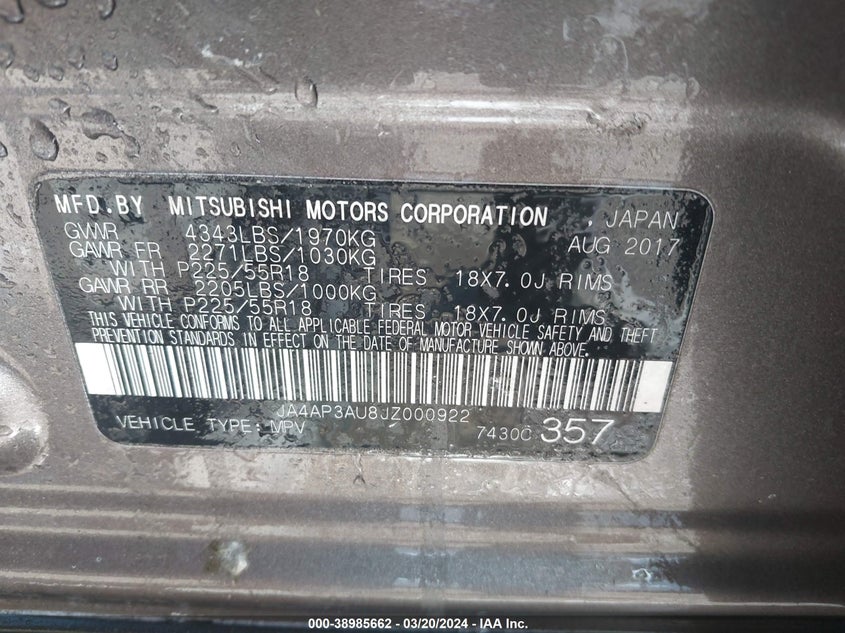 MFD.BY MITSUBISHI MOTORS CORPORATION , JAPAN
GWWR 4343LBS/1970KG AUG 2017
GAWR FR 2271LBS/1030KG
WITH P225/55R18 TIRES 18X7.0J RIMS
GAWR RR 2205LBS/1000KG
WITH P225/55R18 TIRES 18X7.0J RIMS
THIS VEHICLE CONFORMS TO ALL APPLICABLE FEDERAL MOTOR VEHICLE SAFETY AND THEFT
PREVENTION STANDARDS IN EFFECT ON THE DATE OF MANUFACTURE SHOWN ABOVE.
JA4AP3AU8JZ000922
VEHICLE TYPE: MPV 7430C 357
000-38985662 - 03/20/2024 - IAA Inc.